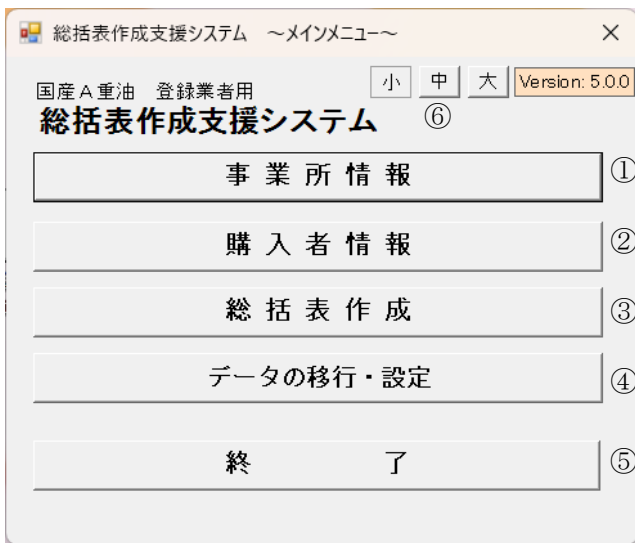 総括表作成支援システム ～メインメニュー～
小 中 大 Version: 5.0.0
国産A重油 登録業者用
総括表作成支援システム ⑥
事業所情報 ①
購入者情報 ②
総括表作成 ③
データの移行・設定 ④
終了 ⑤